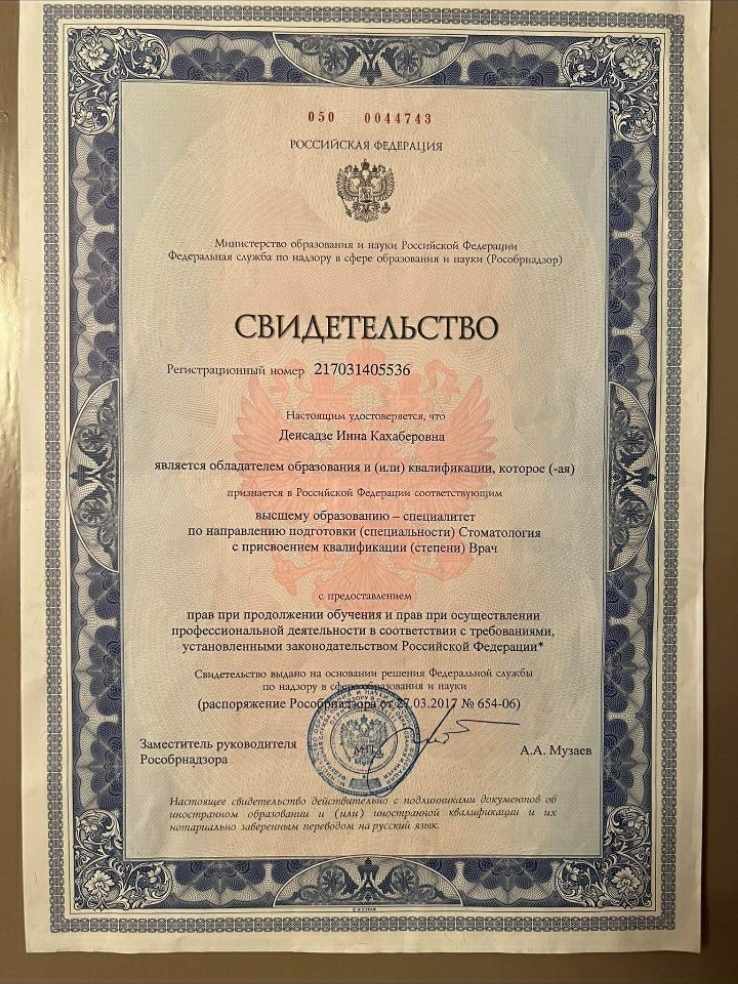 050 0044743
РОССИЙСКАЯ ФЕДЕРАЦИЯ
Министерство образования и науки Российской Федерации
Федеральная служба по надзору в сфере образования и науки (Рособрнадзор)
СВИДЕТЕЛЬСТВО
Регистрационный номер 217031405536
Настоящим удостоверяется, что
Деисадзе Инна Кахаберовна
является обладателем образования и (или) квалификации, которое (-ая)
признается в Российской Федерации соответствующим
высшему образованию – специалитет
по направлению подготовки (специальности) Стоматология
с присвоением квалификации (степени) Врач
с предоставлением
прав при продолжении обучения и прав при осуществлении
профессиональной деятельности в соответствии с требованиями,
установленными законодательством Российской Федерации*
Свидетельство выдано на основании решения Федеральной службы
по надзору в сфере образования и науки
(распоряжение Рособрнадзора от 27.03.2017 № 654-06)
Заместитель руководителя
Рособрнадзора
М.П.
А.А. Музаев
Настоящее свидетельство действительно с подлинниками документов об
иностранном образовании и (или) иностранной квалификации и их
нотариально заверенным переводом на русский язык.